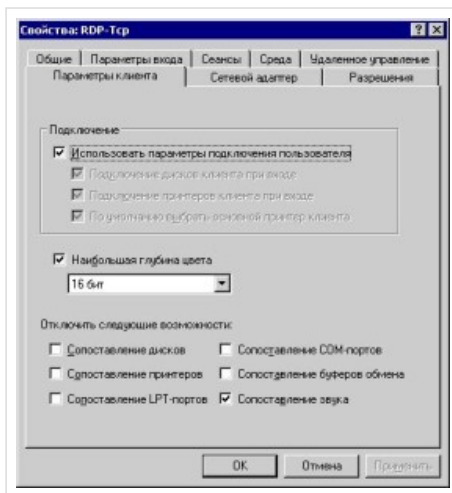 Свойства: RDP-Tcp
Общие Параметры входа Сеансы Среда Удаленное управление
Параметры клиента Сетевой адаптер Разрешения
Подключение
Использовать параметры подключения пользователя
Подключение дисков клиента при входе
Подключение принтеров клиента при входе
По умолчанию выбрать основной принтер клиента
Наибольшая глубина цвета
16 бит
Отключить следующие возможности:
Сопоставление дисков Сопоставление COM-портов
Сопоставление принтеров Сопоставление буферов обмена
Сопоставление LPT-портов Сопоставление звука
OK Отмена Применить